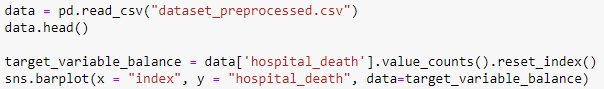 data = pd.read_csv("dataset_preprocessed.csv")
data.head()
target_variable_balance = data['hospital_death'].value_counts().reset_index()
sns.barplot(x = "index", y = "hospital_death", data=target_variable_balance)